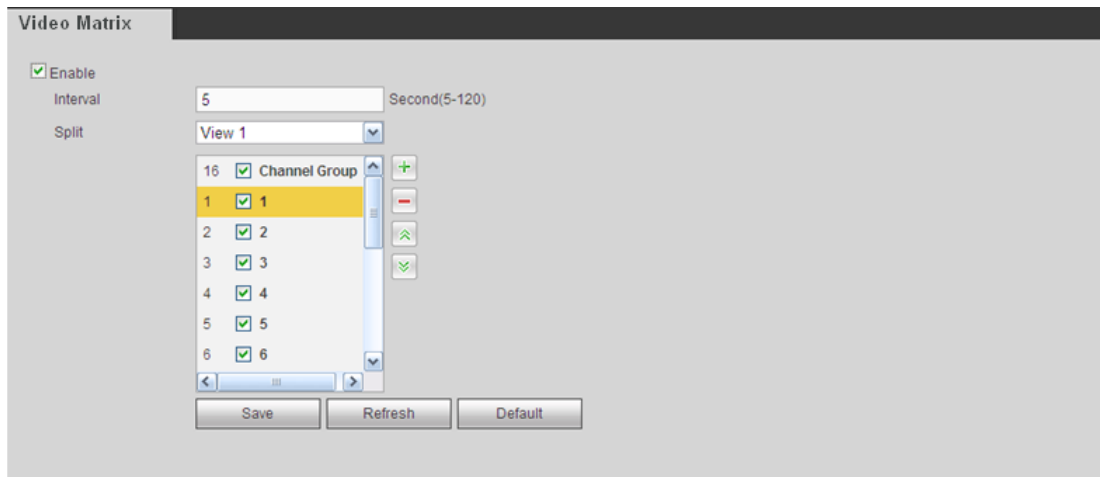 Video Matrix
Enable
Interval 5 Second(5-120)
Split View 1
16 Channel Group
1 1
2 2
3 3
4 4
5 5
6 6
Save Refresh Default